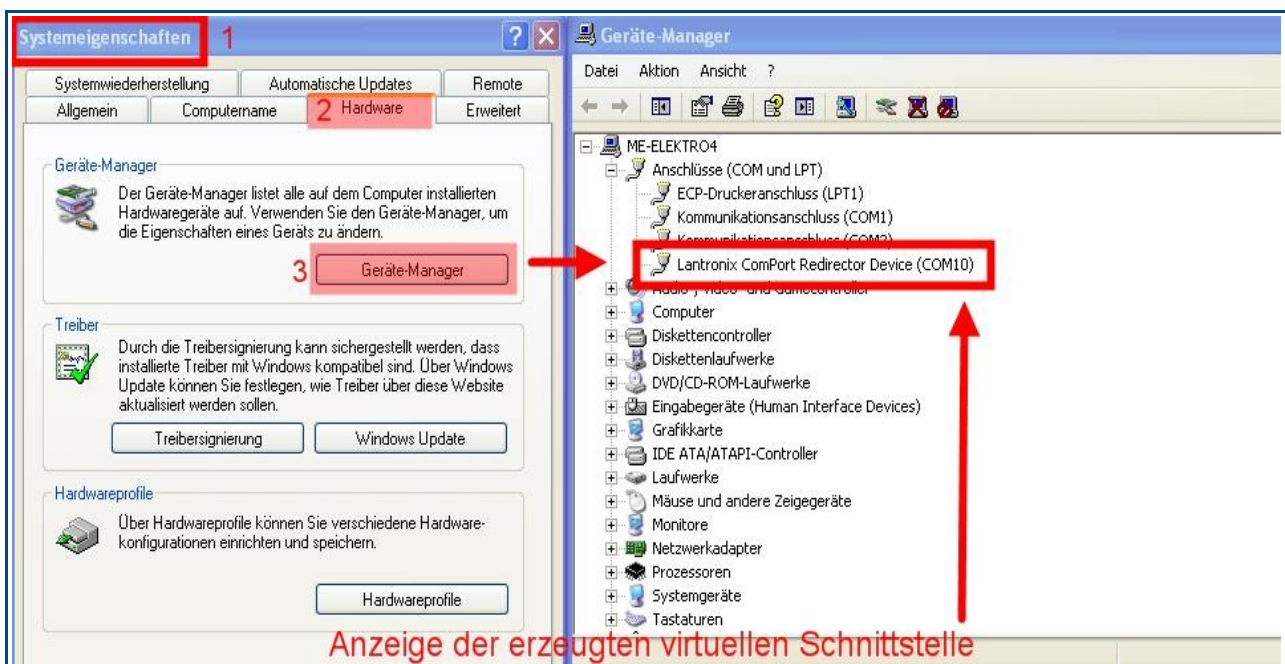 Systemeigenschaften 1
Systemwiederherstellung Automatische Updates Remote
Allgemein Computername 2 Hardware Erweitert
Geräte-Manager
Der Geräte-Manager listet alle auf dem Computer installierten
Hardwaregeräte auf. Verwenden Sie den Geräte-Manager, um
die Eigenschaften eines Geräts zu ändern.
3 Geräte-Manager
Treiber
Durch die Treibersignierung kann sichergestellt werden, dass
installierte Treiber mit Windows kompatibel sind. Über Windows
Update können Sie festlegen, wie Treiber über diese Website
aktualisiert werden sollen.
Treibersignierung Windows Update
Hardwareprofile
Über Hardwareprofile können Sie verschiedene Hardware-
konfigurationen einrichten und speichern.
Hardwareprofile
Geräte-Manager
Datei Aktion Ansicht ?
ME-ELEKTRO4
Anschlüsse (COM und LPT)
ECP-Druckeranschluss (LPT1)
Kommunikationsanschluss (COM1)
Kommunikationsanschluss (COM2)
Lantronix ComPort Redirector Device (COM10)
Audio-, Video- und Gamecontroller
Computer
Diskettencontroller
Diskettenlaufwerke
DVD/CD-ROM-Laufwerke
Eingabegeräte (Human Interface Devices)
Grafikkarte
IDE ATA/ATAPI-Controller
Laufwerke
Mäuse und andere Zeigegeräte
Monitore
Netzwerkadapter
Prozessoren
Systemgeräte
Tastaturen
Anzeige der erzeugten virtuellen Schnittstelle